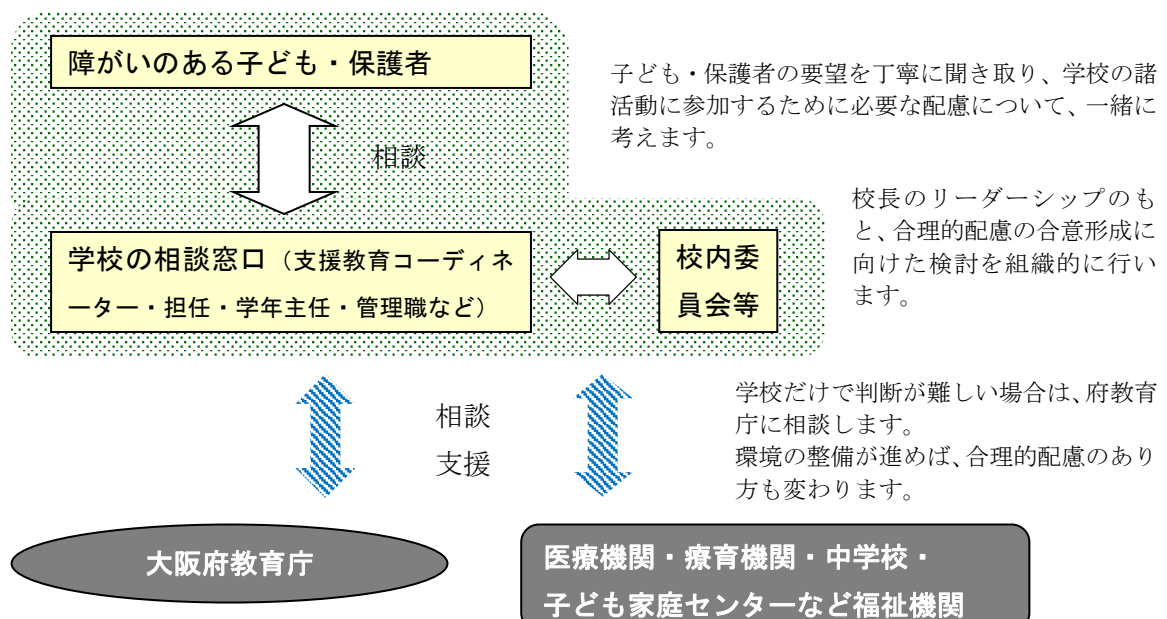 障がいのある子ども・保護者
子ども・保護者の要望を丁寧に聞き取り、学校の諸
活動に参加するために必要な配慮について、一緒に
考えます。
相談
校長のリーダーシップのも
と、合理的配慮の合意形成に
向けた検討を組織的に行い
ます。
学校の相談窓口（支援教育コーディネ
ーター・担任・学年主任・管理職など）
校内委
員会等
相談
支援
学校だけで判断が難しい場合は、府教育
庁に相談します。
環境の整備が進めば、合理的配慮のあり
方も変わります。
大阪府教育庁
医療機関・療育機関・中学校・
子ども家庭センターなど福祉機関